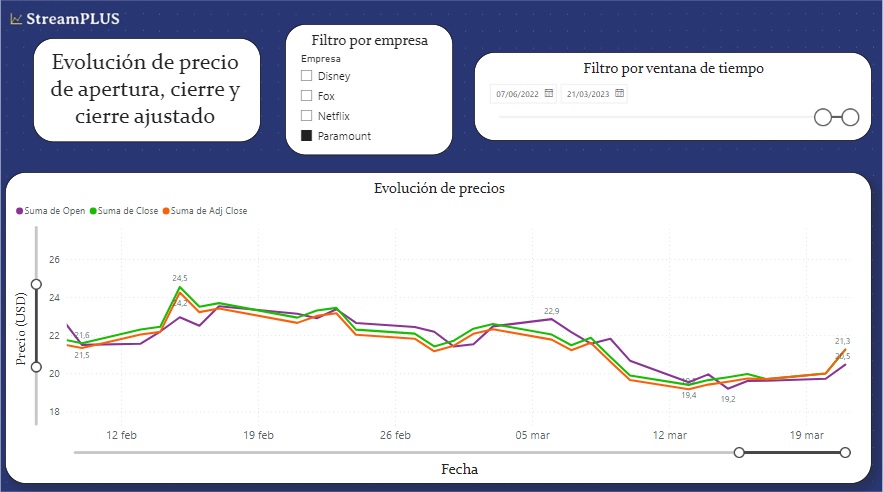 StreamPLUS
Evolución de precio
de apertura, cierre y
cierre ajustado
Filtro por empresa
Empresa
Disney
Fox
Netflix
Paramount
Filtro por ventana de tiempo
07/06/2022 21/03/2023
Evolución de precios
Suma de Open Suma de Close Suma de Adj Close
Precio (USD)
26
24
22
20
18
24,5
24,2
21,6
21,5
22,9
19,4
19,2
21,3
20,5
12 feb 19 feb 26 feb 05 mar 12 mar 19 mar
Fecha